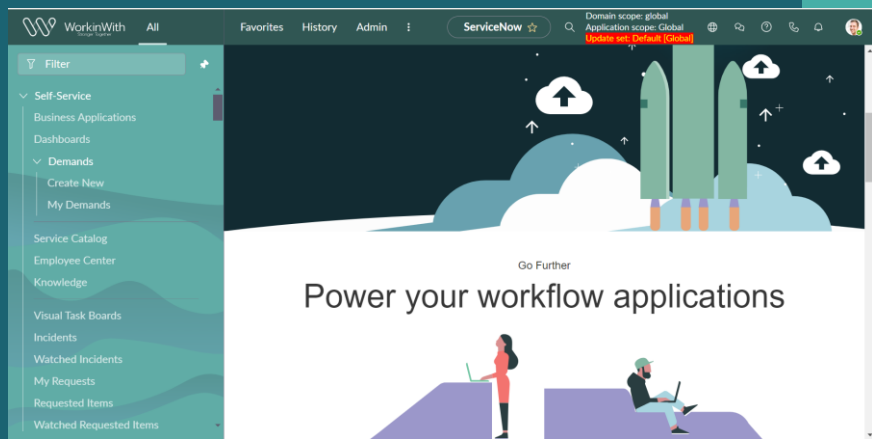 WorkinWith
Stronger Together
All
Favorites
History
Admin
ServiceNow
Domain scope: global
Application scope: Global
Update set: Default [Global]
Filter
Self-Service
Business Applications
Dashboards
Demands
Create New
My Demands
Service Catalog
Employee Center
Knowledge
Visual Task Boards
Incidents
Watched Incidents
My Requests
Requested Items
Watched Requested Items
Go Further
Power your workflow applications